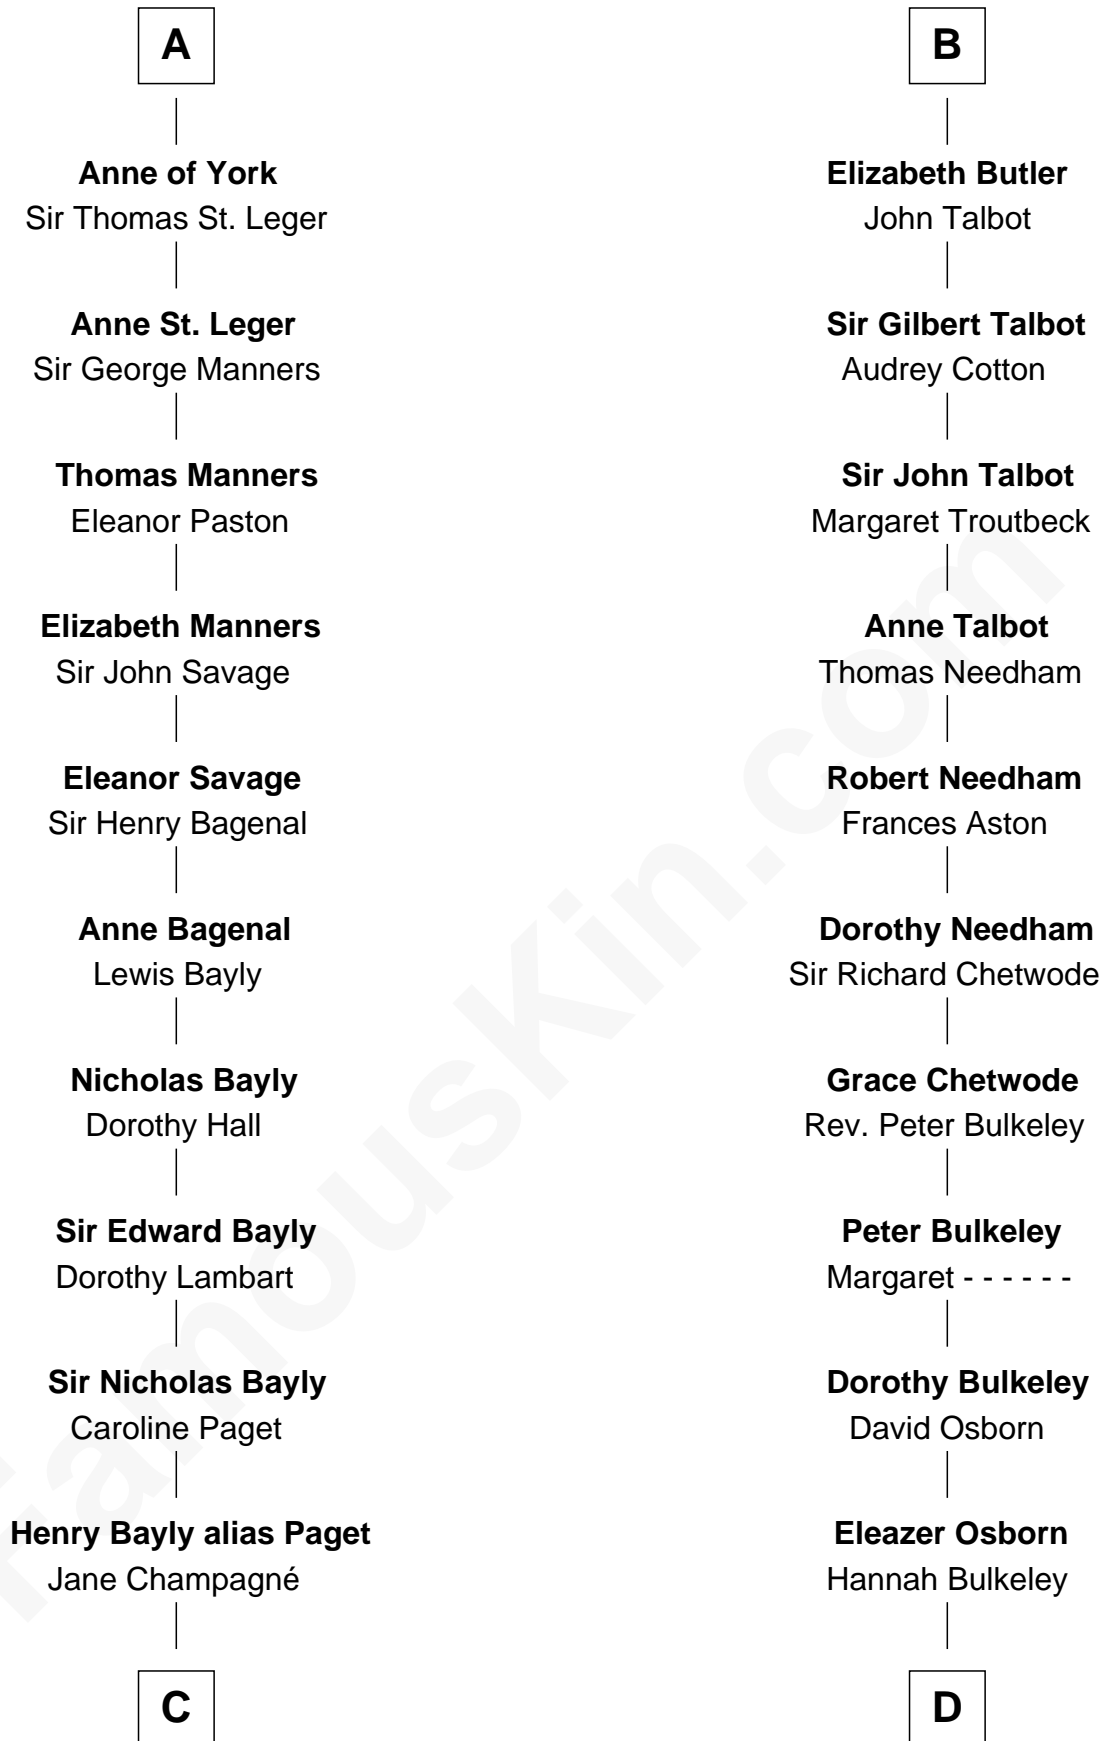 A
Anne of York
Sir Thomas St. Leger
Anne St. Leger
Sir George Manners
Thomas Manners
Eleanor Paston
Elizabeth Manners
Sir John Savage
Eleanor Savage
Sir Henry Bagenal
Anne Bagenal
Lewis Bayly
Nicholas Bayly
Dorothy Hall
Sir Edward Bayly
Dorothy Lambart
Sir Nicholas Bayly
Caroline Paget
Henry Bayly alias Paget
Jane Champagné
C
B
Elizabeth Butler
John Talbot
Sir Gilbert Talbot
Audrey Cotton
Sir John Talbot
Margaret Troutbeck
Anne Talbot
Thomas Needham
Robert Needham
Frances Aston
Dorothy Needham
Sir Richard Chetwode
Grace Chetwode
Rev. Peter Bulkeley
Peter Bulkeley
Margaret - - - - - -
Dorothy Bulkeley
David Osborn
Eleazer Osborn
Hannah Bulkeley
D
FamousKin.com